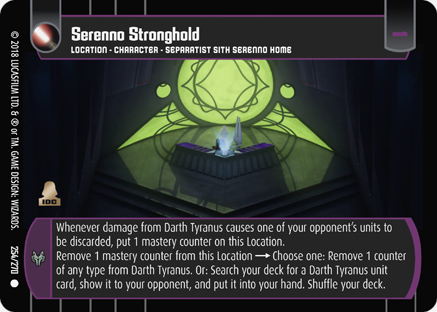 Serenno Stronghold
LOCATION - CHARACTER - SEPARATIST SITH SERENNO HOME
IDC
Whenever damage from Darth Tyranus causes one of your opponent's units to
be discarded, put 1 mastery counter on this Location.
Remove 1 mastery counter from this Location → Choose one: Remove 1 counter
of any type from Darth Tyranus. Or: Search your deck for a Darth Tyranus unit
card, show it to your opponent, and put it into your hand. Shuffle your deck.
© 2018 LUCASFILM LTD. & ® or TM. GAME DESIGN: WIZARDS.
254/270